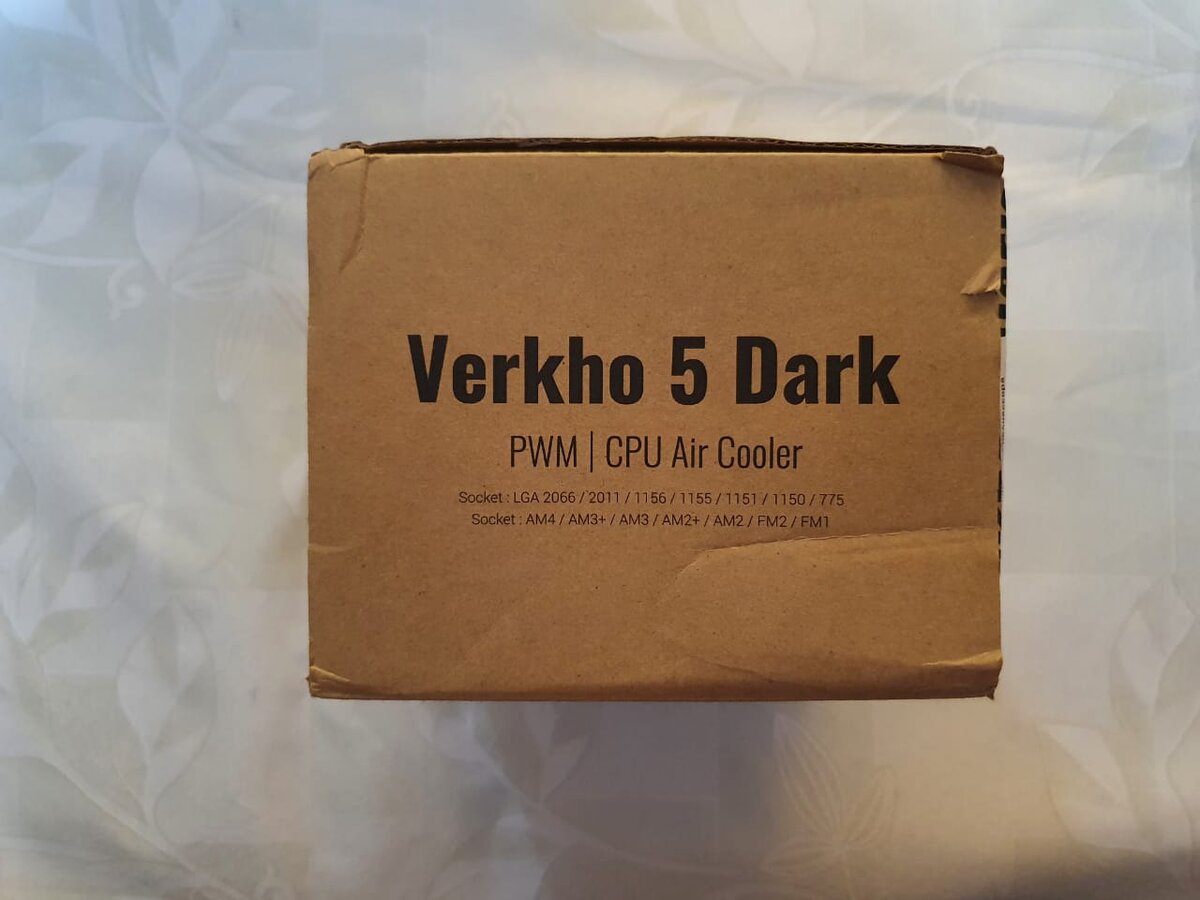 Verkho 5 Dark
PWM | CPU Air Cooler
Socket : LGA 2066 / 2011 / 1156 / 1155 / 1151 / 1150 / 775
Socket : AM4 / AM3+ / AM3 / AM2+ / AM2 / FM2 / FM1